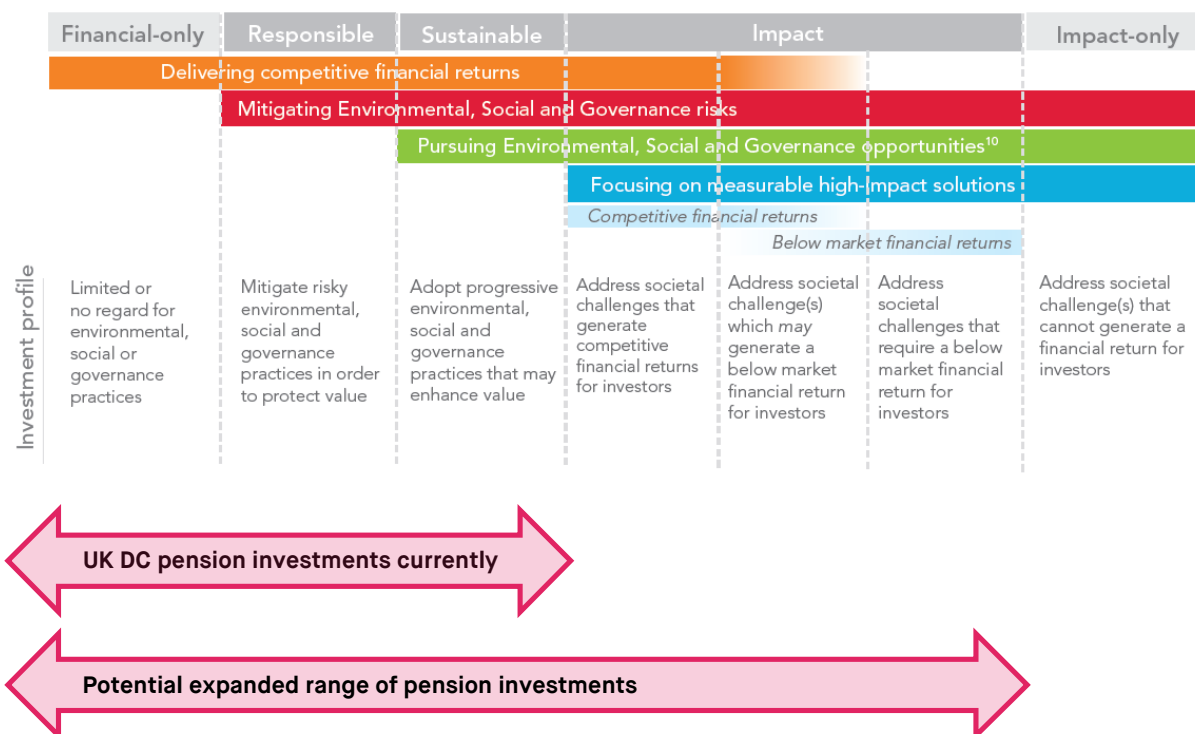 Financial-only
Responsible
Sustainable
Impact
Impact-only
Delivering competitive financial returns
Mitigating Environmental, Social and Governance risks
Pursuing Environmental, Social and Governance opportunities¹⁰
Focusing on measurable high-impact solutions
Competitive financial returns
Below market financial returns
Investment profile
Limited or
no regard for
environmental,
social or
governance
practices
Mitigate risky
environmental,
social and
governance
practices in order
to protect value
Adopt progressive
environmental,
social and
governance
practices that may
enhance value
Address societal
challenges that
generate
competitive
financial returns
for investors
Address societal
challenge(s)
which may
generate a
below market
financial return
for investors
Address
societal
challenges that
require a below
market financial
return for
investors
Address societal
challenge(s) that
cannot generate a
financial return for
investors
UK DC pension investments currently
Potential expanded range of pension investments